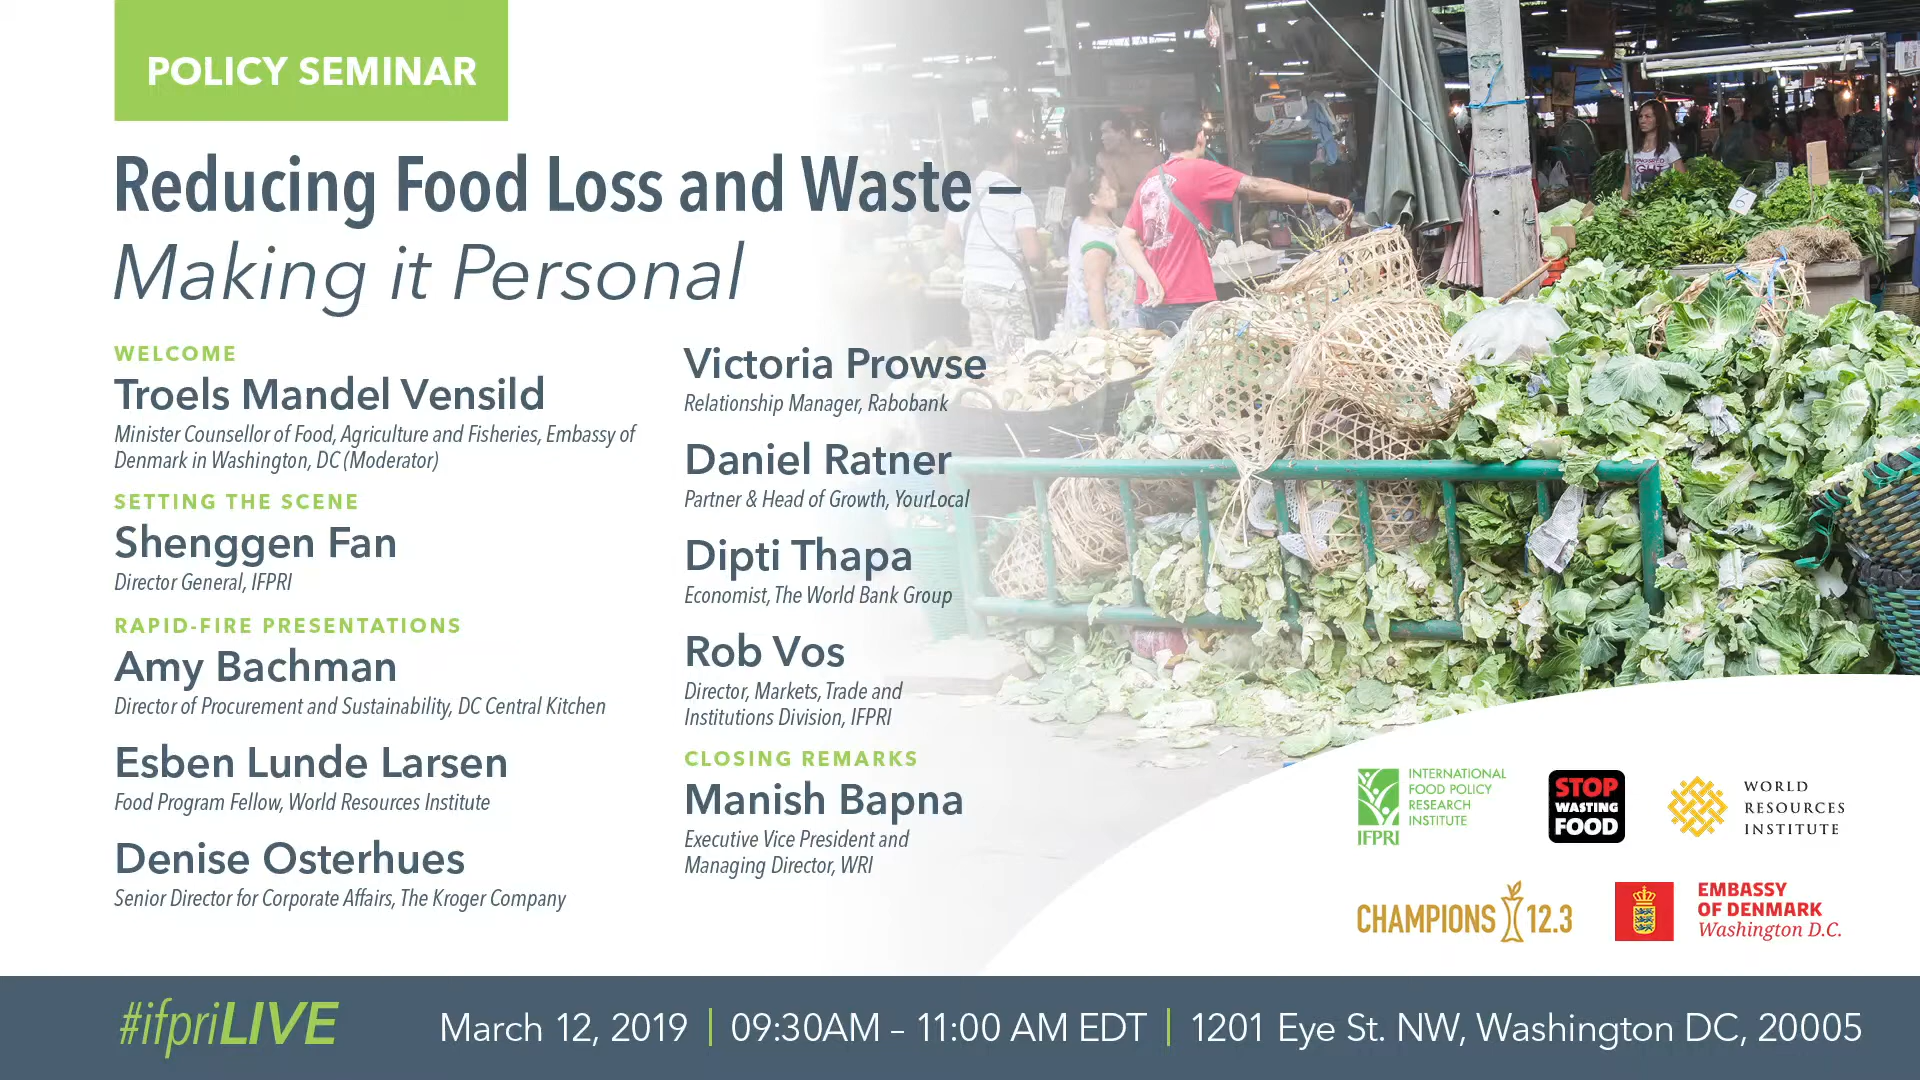 POLICY SEMINAR
Reducing Food Loss and Waste –
Making it Personal
WELCOME
Troels Mandel Vensild
Minister Counsellor of Food, Agriculture and Fisheries, Embassy of
Denmark in Washington, DC (Moderator)
SETTING THE SCENE
Shenggen Fan
Director General, IFPRI
RAPID-FIRE PRESENTATIONS
Amy Bachman
Director of Procurement and Sustainability, DC Central Kitchen
Esben Lunde Larsen
Food Program Fellow, World Resources Institute
Denise Osterhues
Senior Director for Corporate Affairs, The Kroger Company
Victoria Prowse
Relationship Manager, Rabobank
Daniel Ratner
Partner & Head of Growth, YourLocal
Dipti Thapa
Economist, The World Bank Group
Rob Vos
Director, Markets, Trade and
Institutions Division, IFPRI
CLOSING REMARKS
Manish Bapna
Executive Vice President and
Managing Director, WRI
IFPRI
INTERNATIONAL
FOOD POLICY
RESEARCH
INSTITUTE
STOP
WASTING
FOOD
WORLD
RESOURCES
INSTITUTE
CHAMPIONS 12.3
EMBASSY
OF DENMARK
Washington D.C.
#ifpriLIVE
March 12, 2019 | 09:30AM – 11:00 AM EDT | 1201 Eye St. NW, Washington DC, 20005